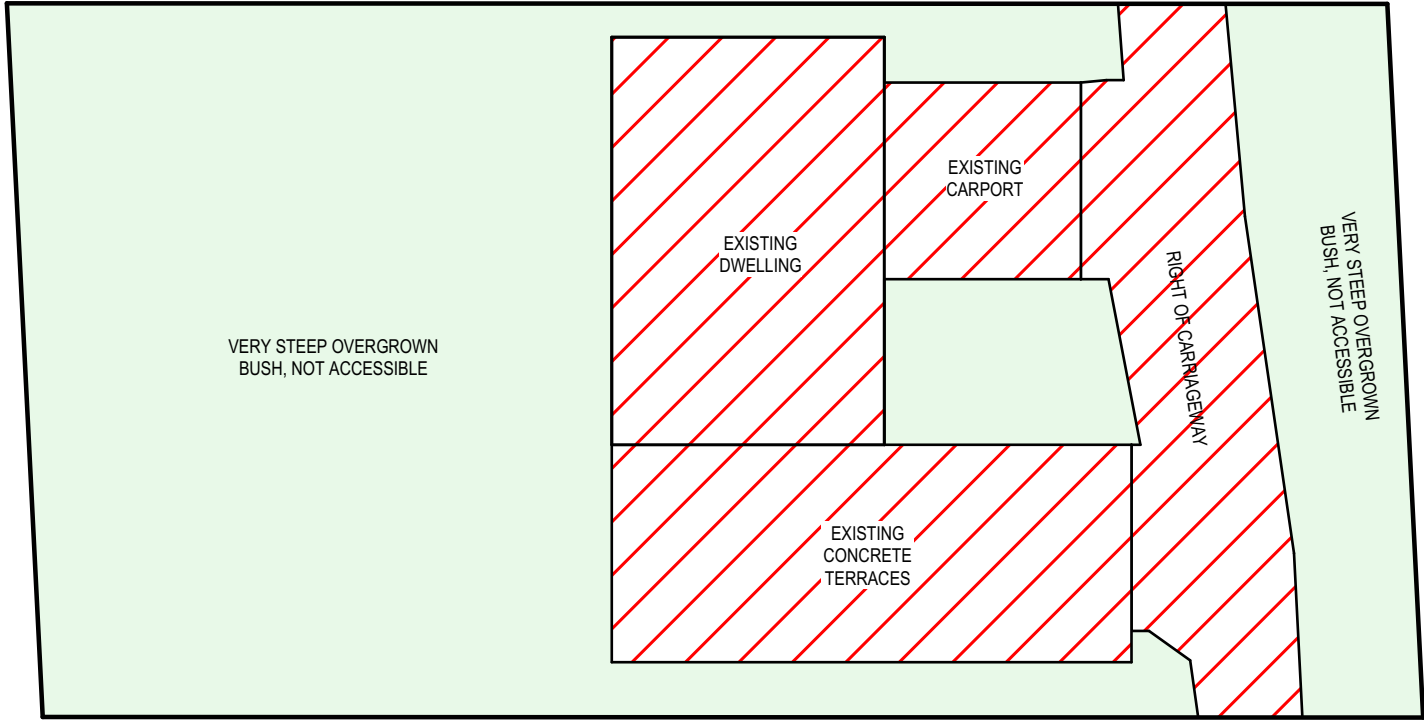 EXISTING
CARPORT
EXISTING
DWELLING
VERY STEEP OVERGROWN
BUSH, NOT ACCESSIBLE
RIGHT OF CARRIAGEWAY
VERY STEEP OVERGROWN
BUSH, NOT ACCESSIBLE
EXISTING
CONCRETE
TERRACES